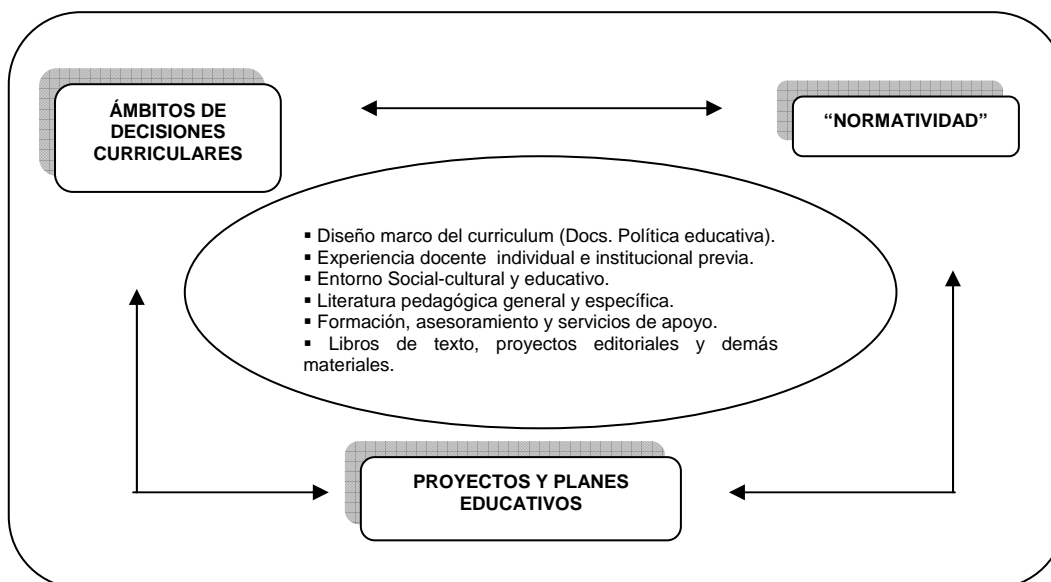 ÁMBITOS DE
DECISIONES
CURRICULARES
“NORMATIVIDAD”
▪ Diseño marco del curriculum (Docs. Política educativa).
▪ Experiencia docente individual e institucional previa.
▪ Entorno Social-cultural y educativo.
▪ Literatura pedagógica general y específica.
▪ Formación, asesoramiento y servicios de apoyo.
▪ Libros de texto, proyectos editoriales y demás
materiales.
PROYECTOS Y PLANES
EDUCATIVOS